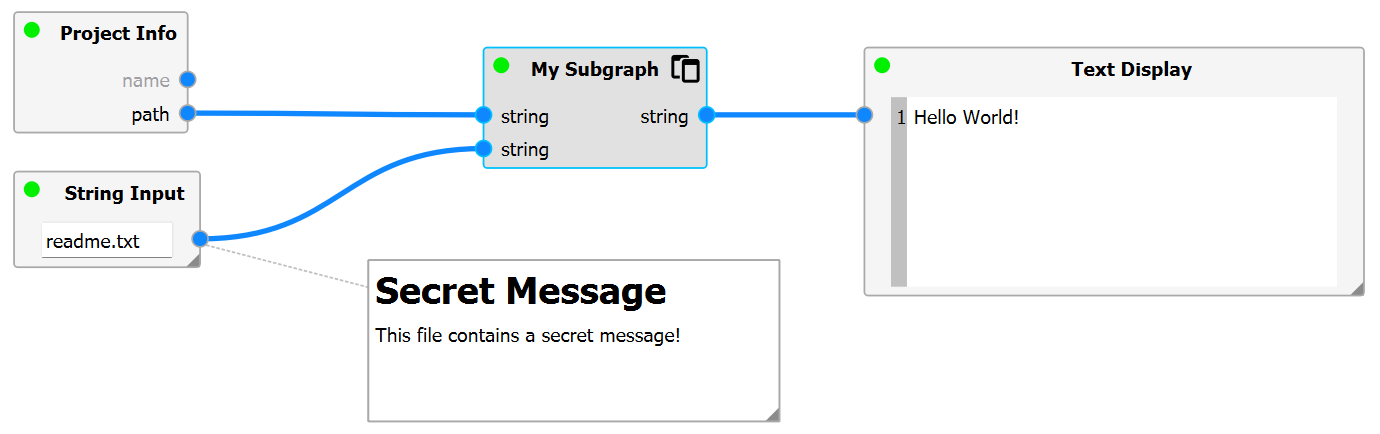 Project Info
name
path
String Input
readme.txt
My Subgraph
string string
string
Secret Message
This file contains a secret message!
Text Display
1 Hello World!